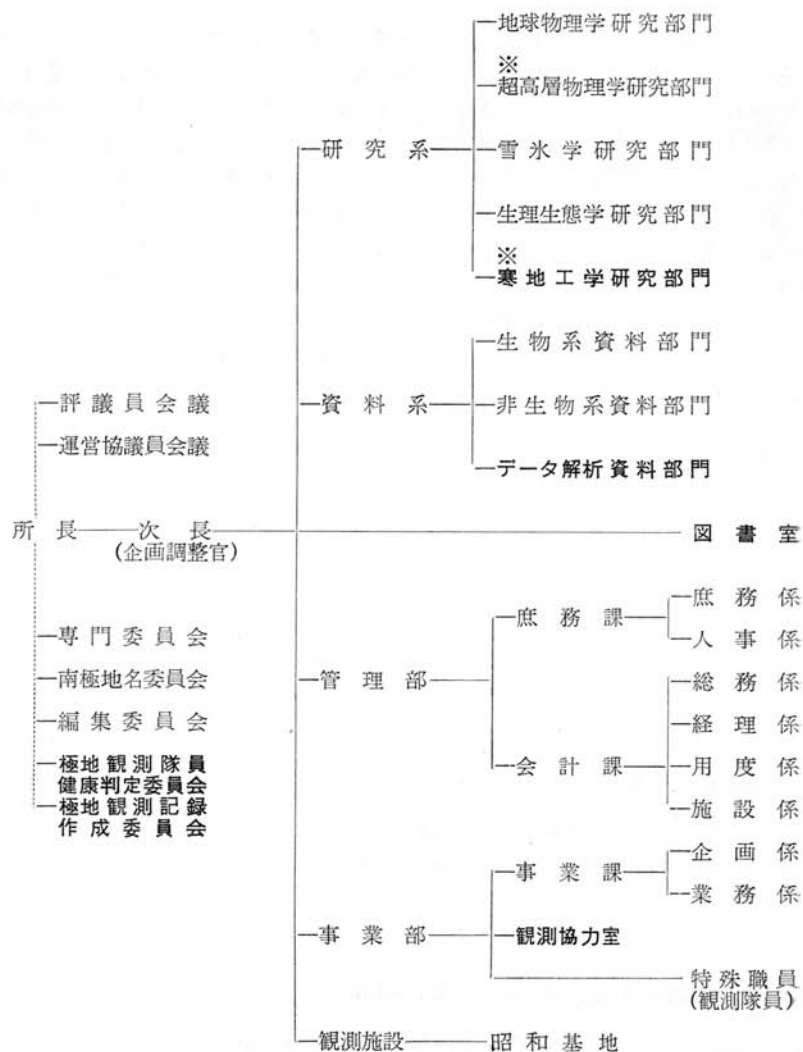 地球物理学研究部門
※
超高層物理学研究部門
研究系
雪氷学研究部門
生理生態学研究部門
※
寒地工学研究部門
生物系資料部門
評議員会議
資料系
非生物系資料部門
運営協議員会議
データ解析資料部門
所長
次長
図書室
(企画調整官)
庶務係
庶務課
専門委員会
人事係
南極地名委員会
管理部
総務係
編集委員会
経理係
極地観測隊員
会計課
用度係
健康判定委員会
極地観測記録
施設係
作成委員会
企画係
事業課
業務係
事業部
観測協力室
特殊職員
(観測隊員)
観測施設
昭和基地